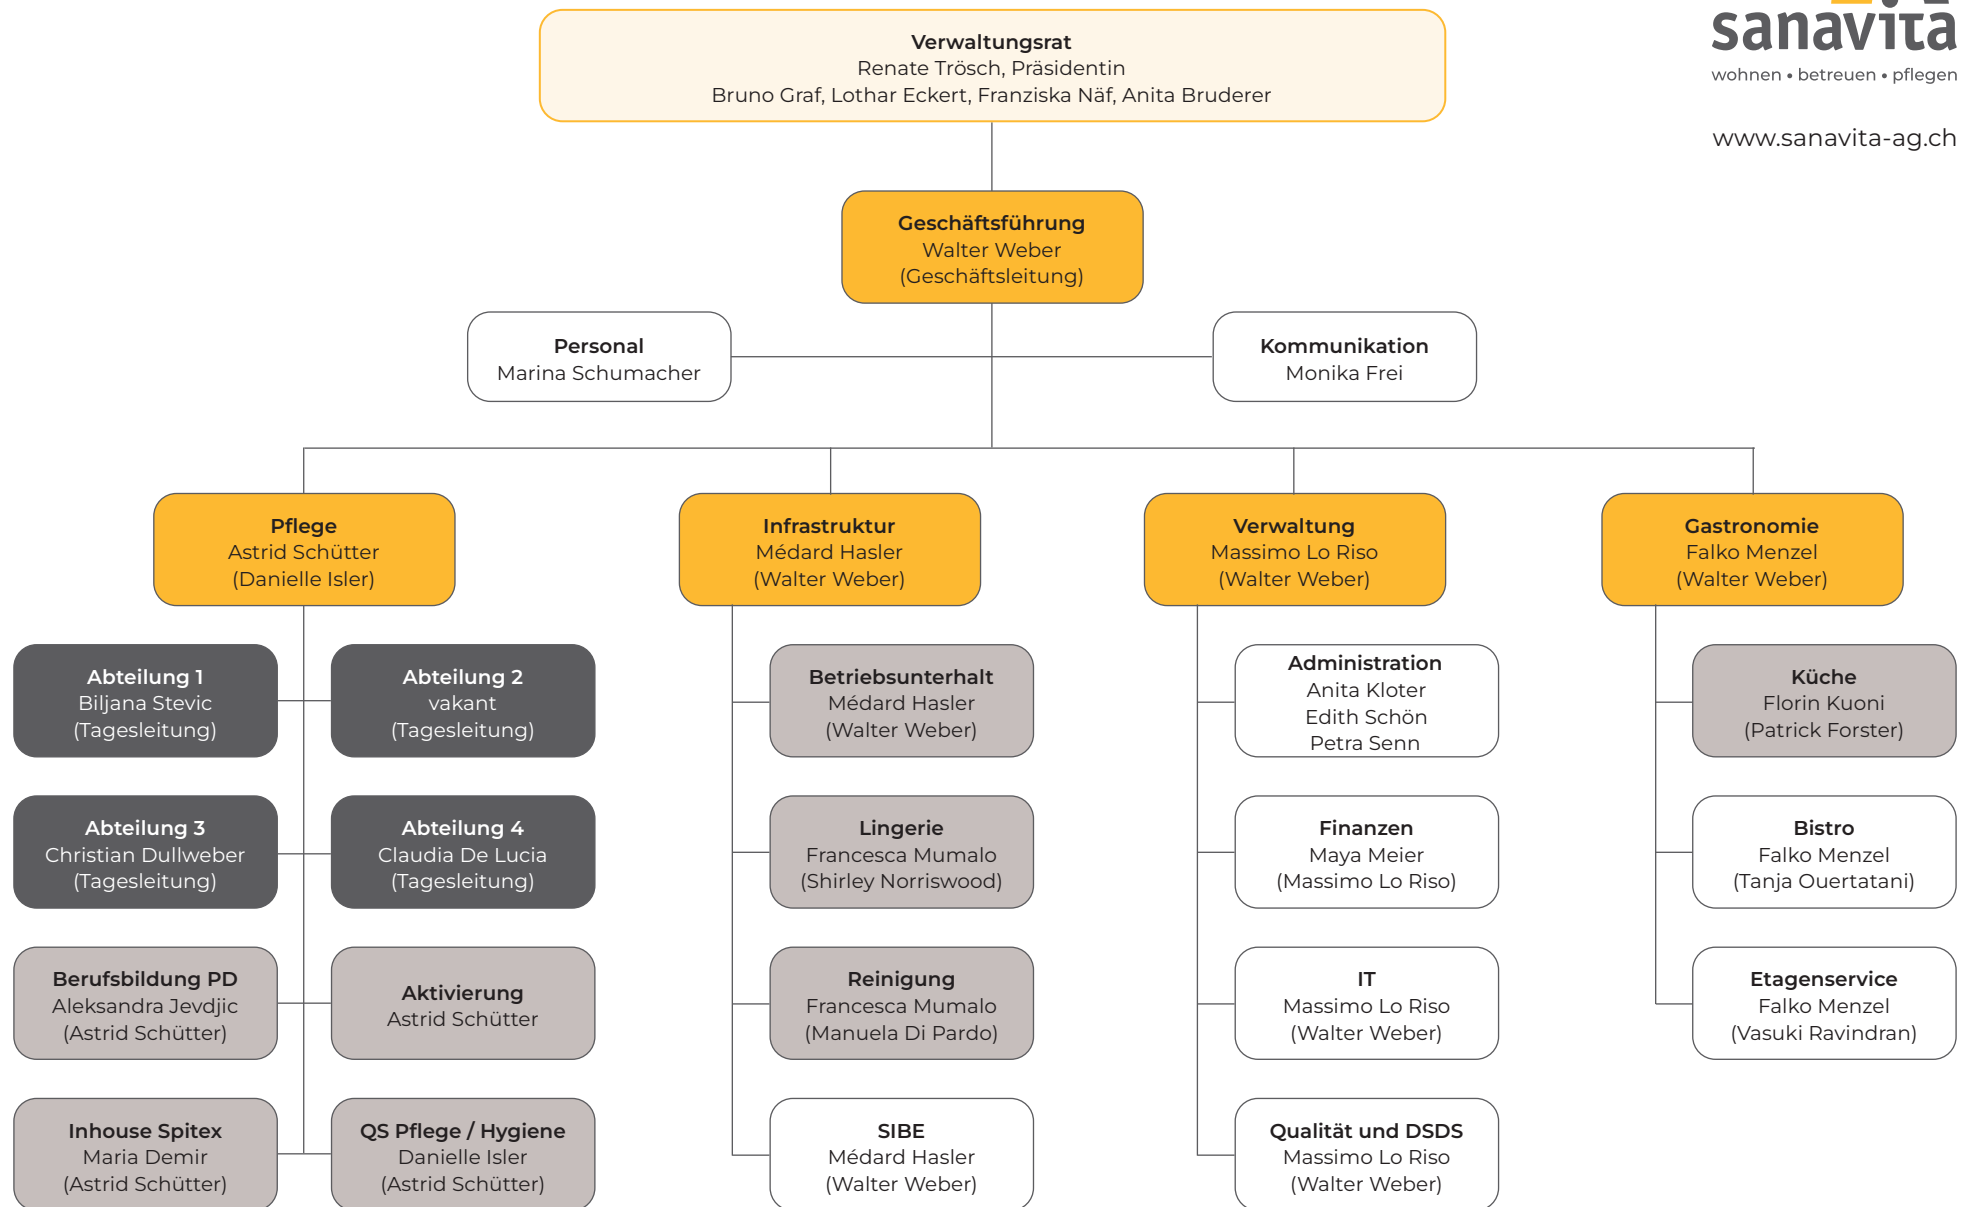 sanavita
wohnen • betreuen • pflegen
www.sanavita-ag.ch
Verwaltungsrat
Renate Trösch, Präsidentin
Bruno Graf, Lothar Eckert, Franziska Näf, Anita Bruderer
Geschäftsführung
Walter Weber
(Geschäftsleitung)
Personal
Marina Schumacher
Kommunikation
Monika Frei
Pflege
Astrid Schütter
(Danielle Isler)
Infrastruktur
Médard Hasler
(Walter Weber)
Verwaltung
Massimo Lo Riso
(Walter Weber)
Gastronomie
Falko Menzel
(Walter Weber)
Abteilung 1
Biljana Stevic
(Tagesleitung)
Abteilung 2
vakant
(Tagesleitung)
Abteilung 3
Christian Dullweber
(Tagesleitung)
Abteilung 4
Claudia De Lucia
(Tagesleitung)
Berufsbildung PD
Aleksandra Jevdjic
(Astrid Schütter)
Aktivierung
Astrid Schütter
Inhouse Spitex
Maria Demir
(Astrid Schütter)
QS Pflege / Hygiene
Danielle Isler
(Astrid Schütter)
Betriebsunterhalt
Médard Hasler
(Walter Weber)
Lingerie
Francesca Mumalo
(Shirley Norriswood)
Reinigung
Francesca Mumalo
(Manuela Di Pardo)
SIBE
Médard Hasler
(Walter Weber)
Administration
Anita Kloter
Edith Schön
Petra Senn
Finanzen
Maya Meier
(Massimo Lo Riso)
IT
Massimo Lo Riso
(Walter Weber)
Qualität und DSDS
Massimo Lo Riso
(Walter Weber)
Küche
Florin Kuoni
(Patrick Forster)
Bistro
Falko Menzel
(Tanja Ouertatani)
Etagenservice
Falko Menzel
(Vasuki Ravindran)